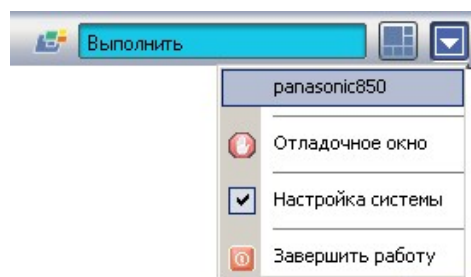 Выполнить
panasonic850
Отладочное окно
Настройка системы
Завершить работу